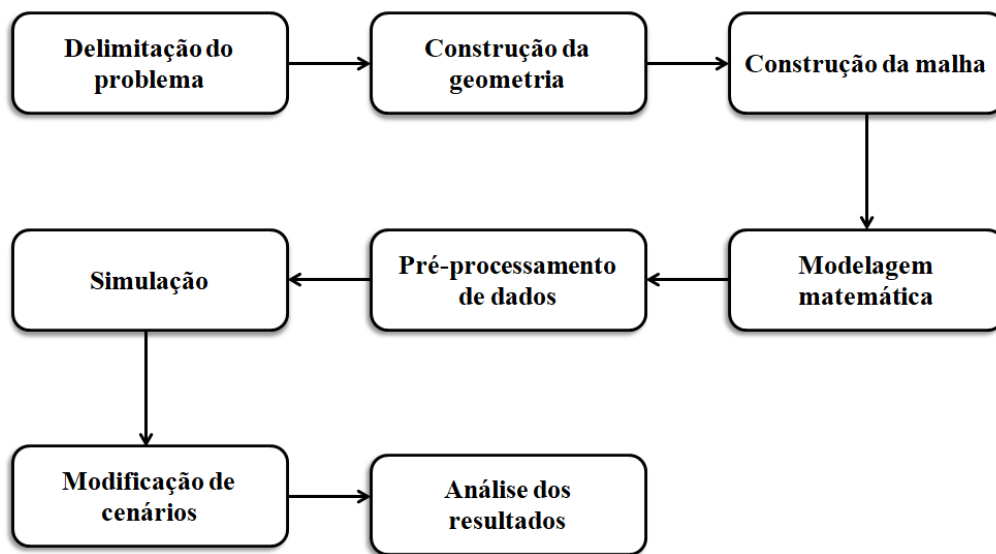 Delimitação do
problema
Construção da
geometria
Construção da malha
Modelagem
matemática
Pré-processamento
de dados
Simulação
Modificação de
cenários
Análise dos
resultados